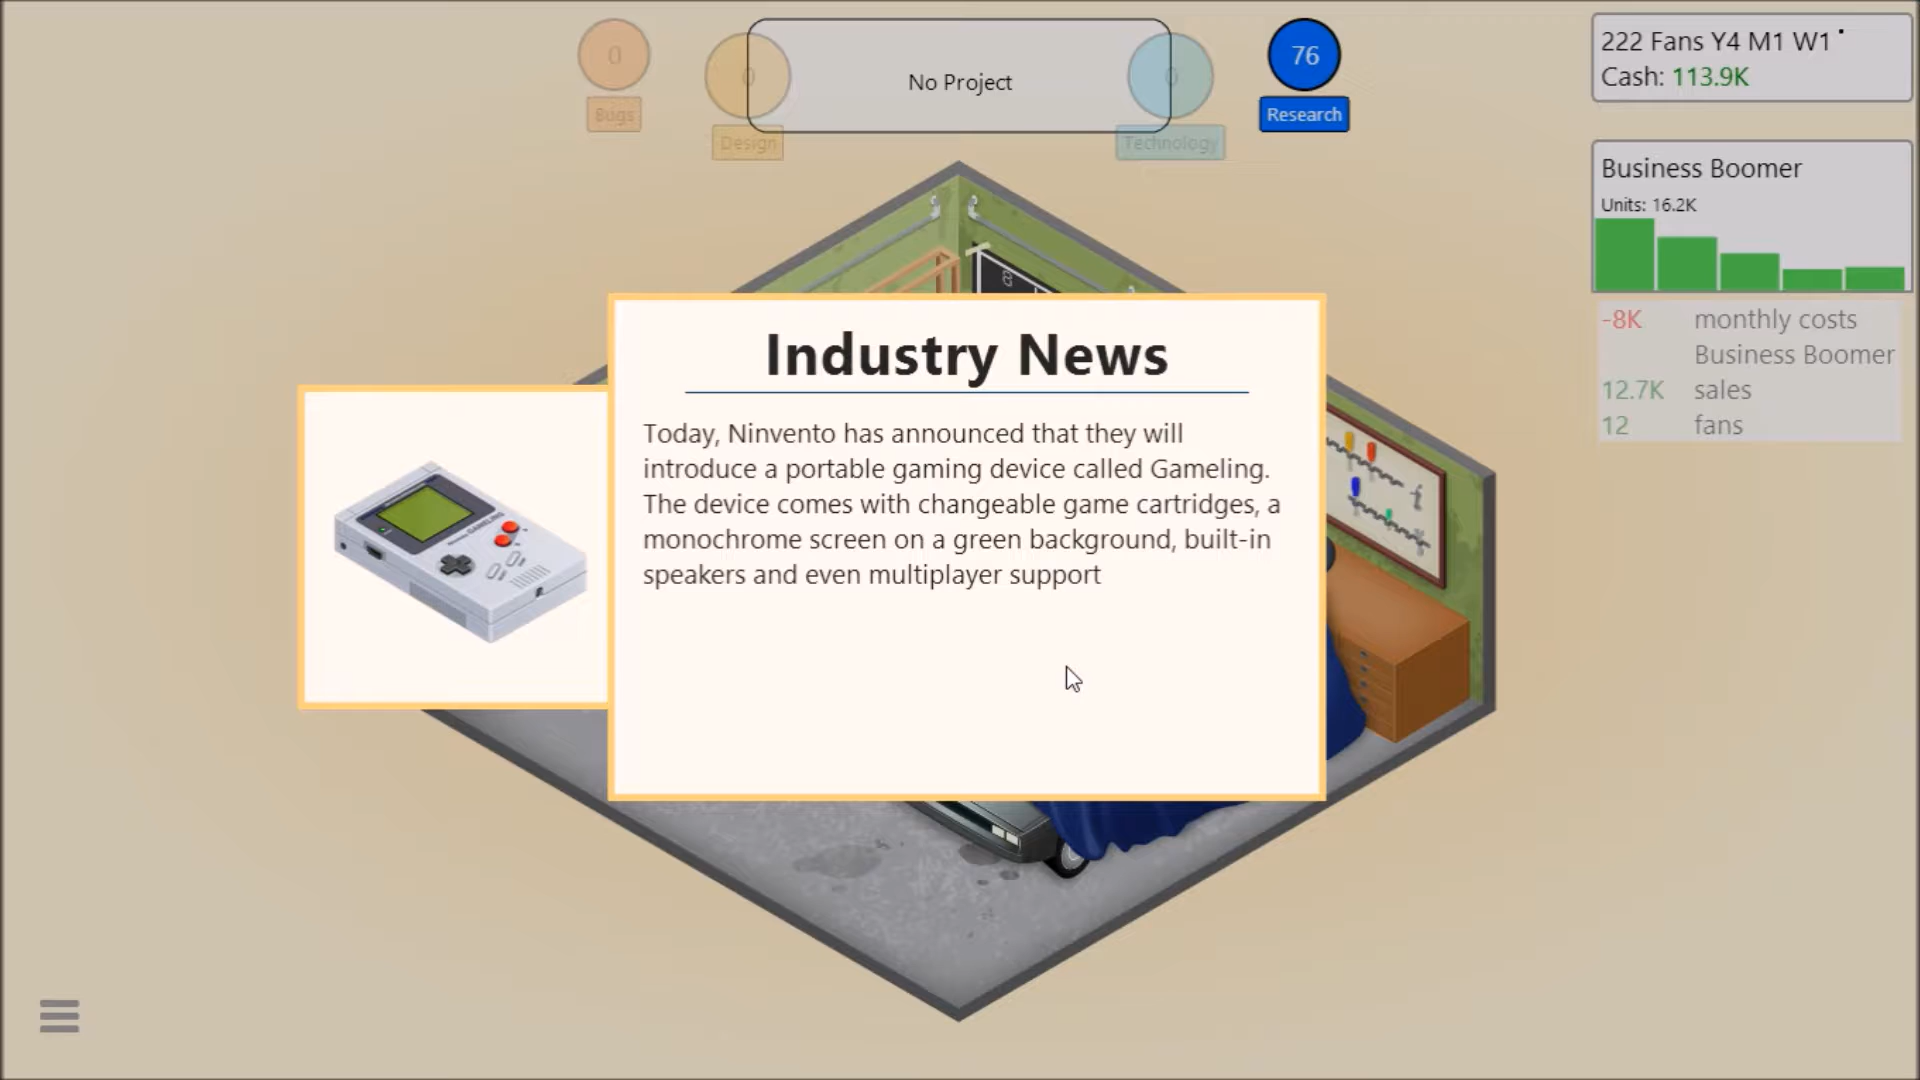 0
Bugs
0
Design
No Project
0
Technology
76
Research
222 Fans Y4 M1 W1
Cash: 113.9K
Business Boomer
Units: 16.2K
-8K monthly costs
Business Boomer
12.7K sales
12 fans
Industry News
Today, Ninvento has announced that they will
introduce a portable gaming device called Gameling.
The device comes with changeable game cartridges, a
monochrome screen on a green background, built-in
speakers and even multiplayer support
GAMELING